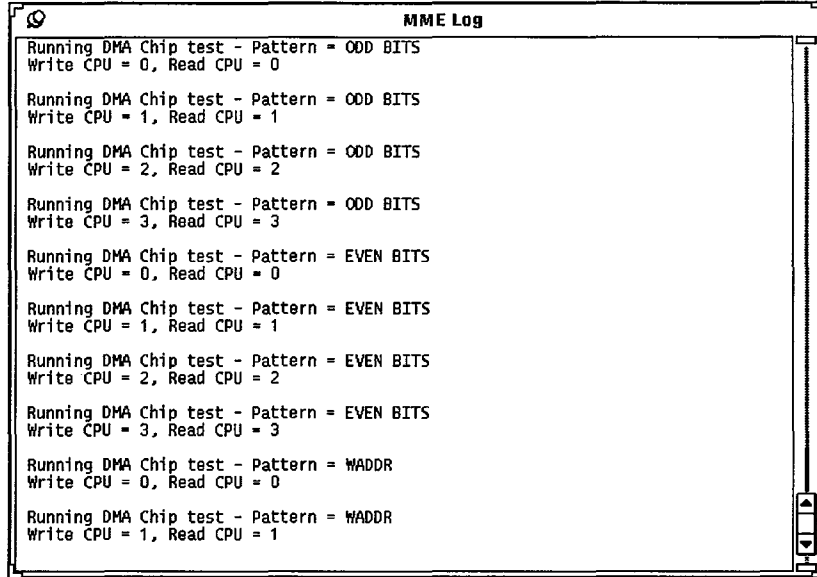 MME Log
Running DMA Chip test - Pattern = ODD BITS
Write CPU = 0, Read CPU = 0
Running DMA Chip test - Pattern = ODD BITS
Write CPU = 1, Read CPU = 1
Running DMA Chip test - Pattern = ODD BITS
Write CPU = 2, Read CPU = 2
Running DMA Chip test - Pattern = ODD BITS
Write CPU = 3, Read CPU = 3
Running DMA Chip test - Pattern = EVEN BITS
Write CPU = 0, Read CPU = 0
Running DMA Chip test - Pattern = EVEN BITS
Write CPU = 1, Read CPU = 1
Running DMA Chip test - Pattern = EVEN BITS
Write CPU = 2, Read CPU = 2
Running DMA Chip test - Pattern = EVEN BITS
Write CPU = 3, Read CPU = 3
Running DMA Chip test - Pattern = WADDR
Write CPU = 0, Read CPU = 0
Running DMA Chip test - Pattern = WADDR
Write CPU = 1, Read CPU = 1